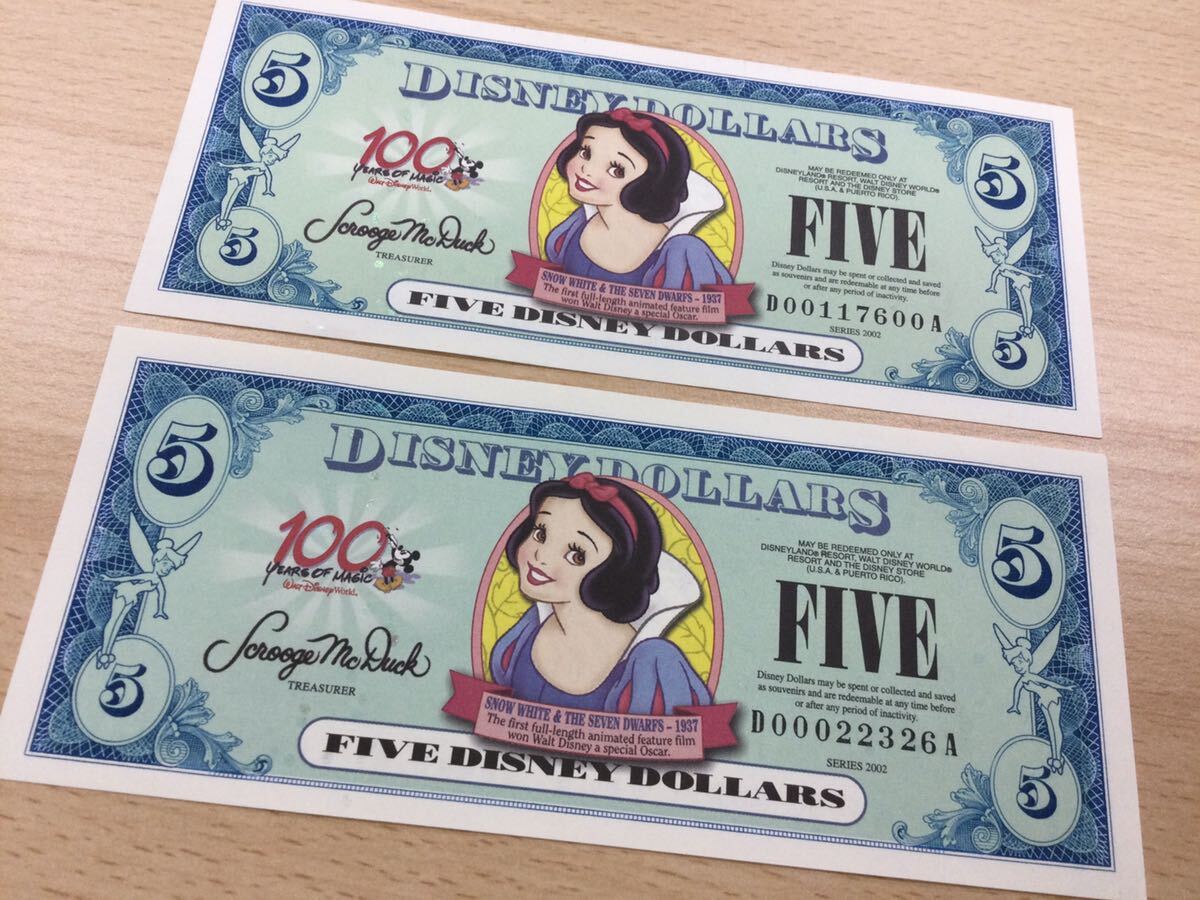 5
5
DISNEY DOLLARS
100
YEARS OF MAGIC
Walt Disney World®
Scrooge McDuck
TREASURER
SNOW WHITE & THE SEVEN DWARFS – 1937
The first full-length animated feature film
won Walt Disney a special Oscar.
FIVE DISNEY DOLLARS
MAY BE REDEEMED ONLY AT
DISNEYLAND® RESORT, WALT DISNEY WORLD®
RESORT AND THE DISNEY STORE
(U.S.A. & PUERTO RICO).
FIVE
Disney Dollars may be spent or collected and saved
as souvenirs and are redeemable at any time before
or after any period of inactivity.
D00117600A
SERIES 2002
5
5
5
5
DISNEY DOLLARS
100
YEARS OF MAGIC
Walt Disney World®
Scrooge McDuck
TREASURER
SNOW WHITE & THE SEVEN DWARFS – 1937
The first full-length animated feature film
won Walt Disney a special Oscar.
FIVE DISNEY DOLLARS
MAY BE REDEEMED ONLY AT
DISNEYLAND® RESORT, WALT DISNEY WORLD®
RESORT AND THE DISNEY STORE
(U.S.A. & PUERTO RICO).
FIVE
Disney Dollars may be spent or collected and saved
as souvenirs and are redeemable at any time before
or after any period of inactivity.
D00022326A
SERIES 2002
5
5